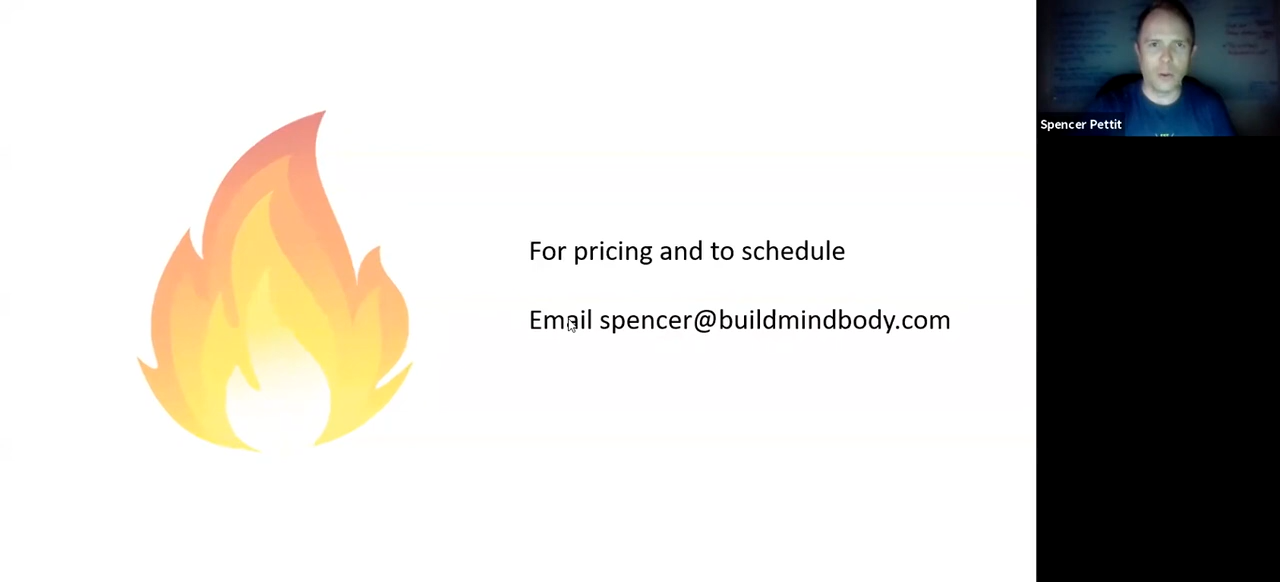 For pricing and to schedule
Email spencer@buildmindbody.com
Spencer Pettit